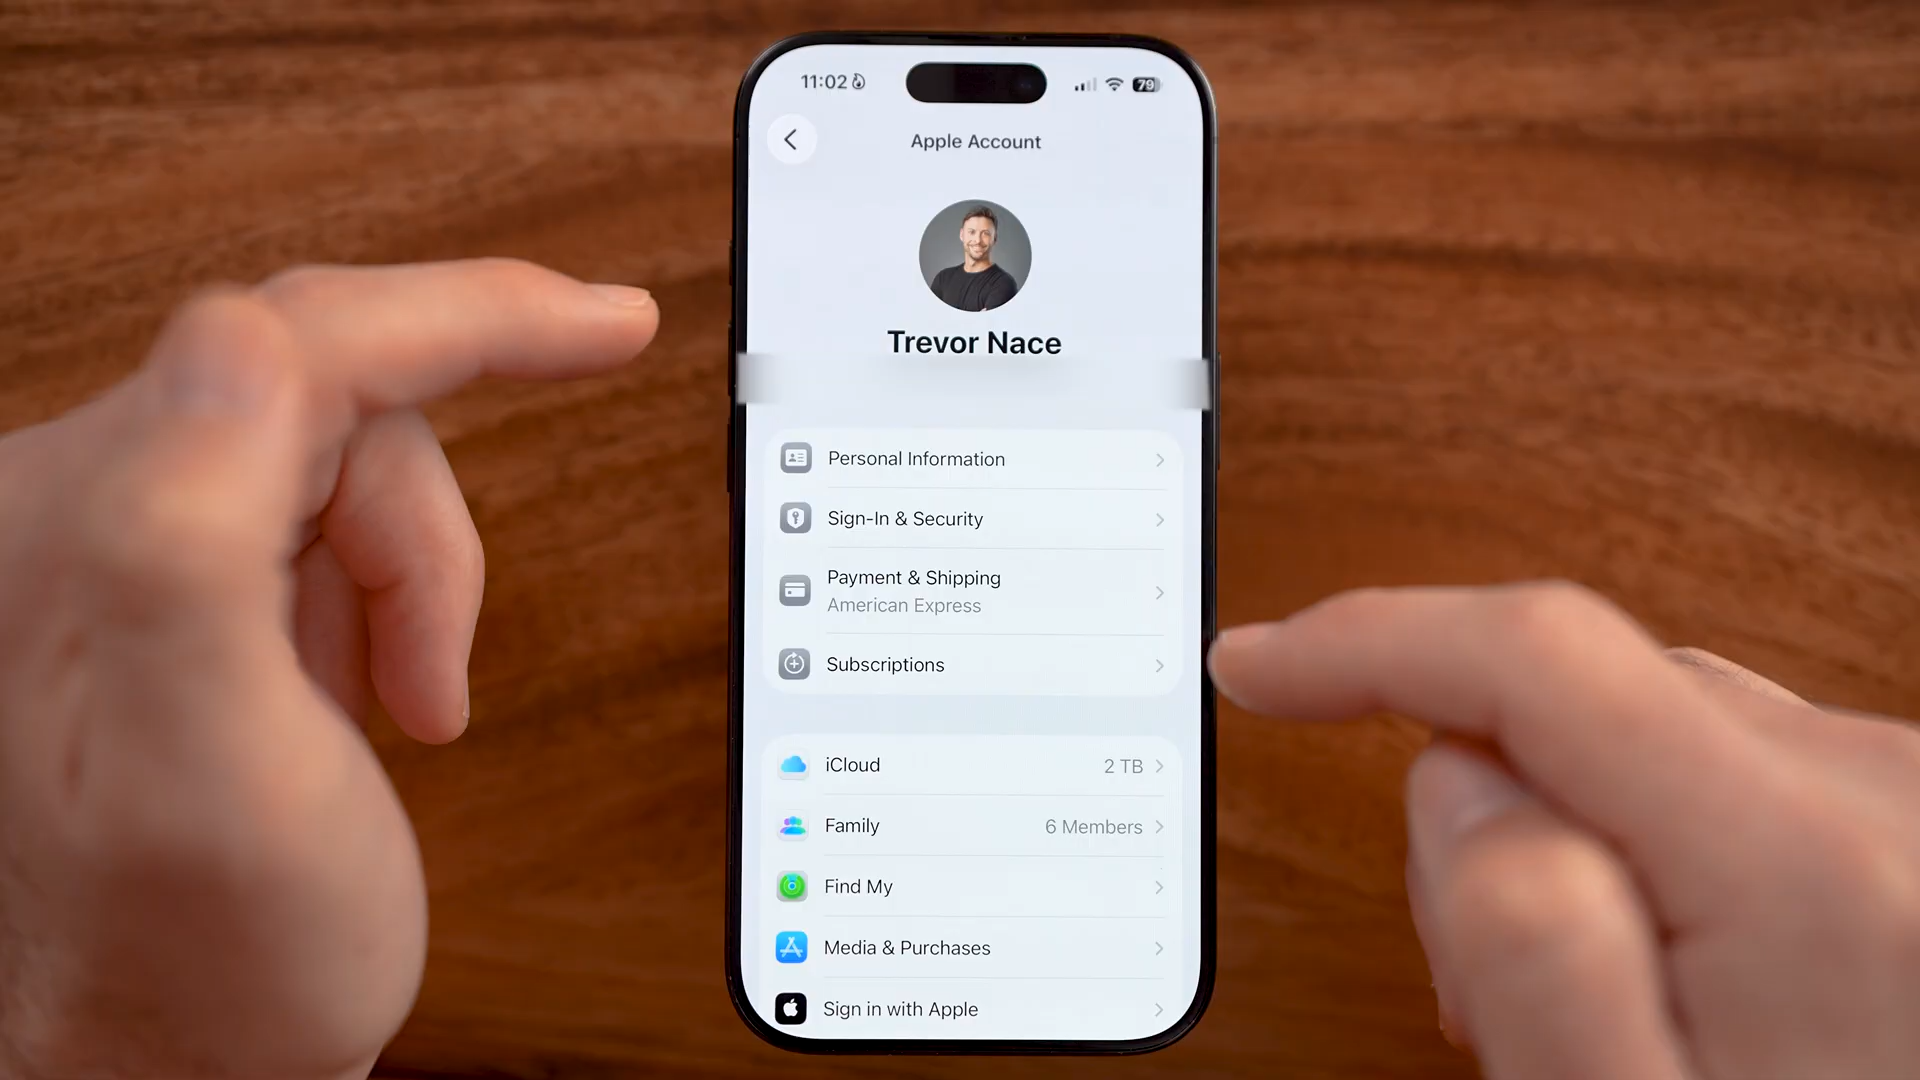 11:02
79
Apple Account
Trevor Nace
Personal Information
Sign-In & Security
Payment & Shipping
American Express
Subscriptions
iCloud 2 TB
Family 6 Members
Find My
Media & Purchases
Sign in with Apple